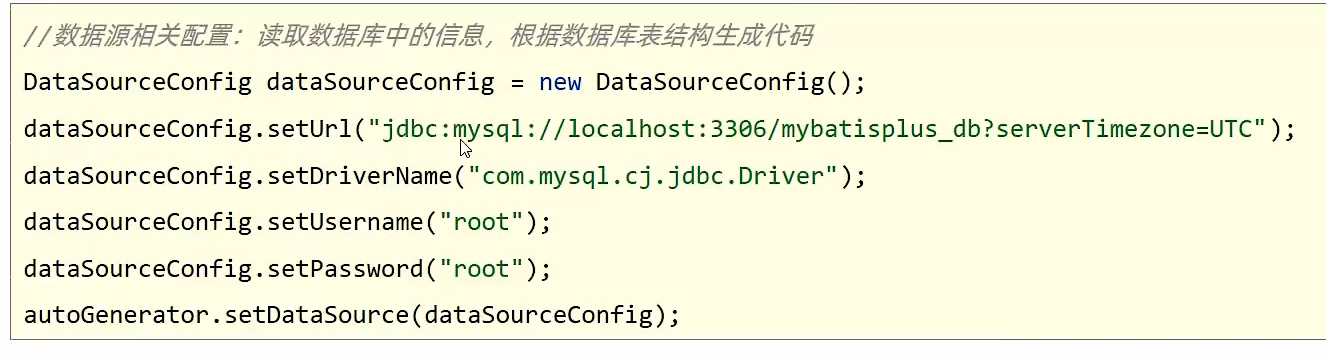 //数据源相关配置：读取数据库中的信息，根据数据库表结构生成代码
DataSourceConfig dataSourceConfig = new DataSourceConfig();
dataSourceConfig.setUrl("jdbc:mysql://localhost:3306/mybatisplus_db?serverTimezone=UTC");
dataSourceConfig.setDriverName("com.mysql.cj.jdbc.Driver");
dataSourceConfig.setUsername("root");
dataSourceConfig.setPassword("root");
autoGenerator.setDataSource(dataSourceConfig);